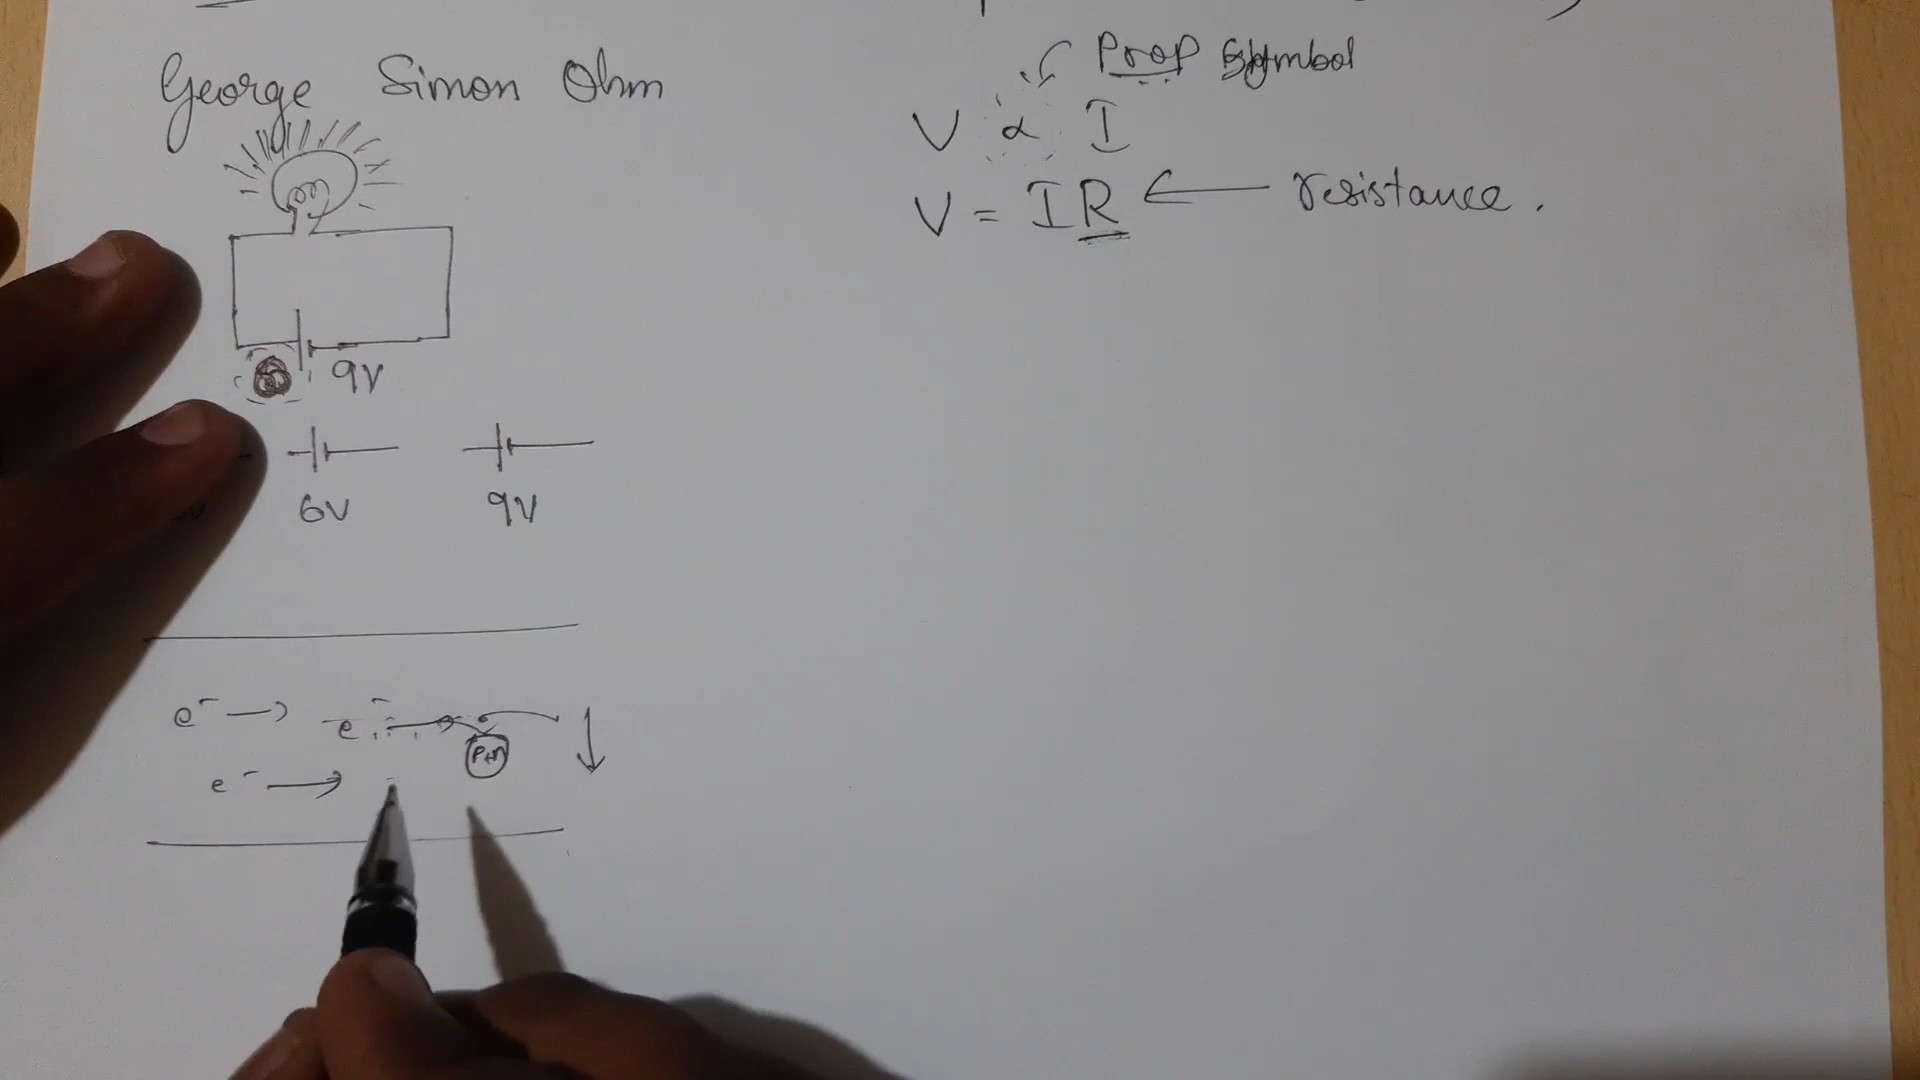 George Simon Ohm
9V
6V 9V
e⁻ → e⁻ →
P+n
e⁻ →
Prop Symbol
V ∝ I
V = IR ← resistance.